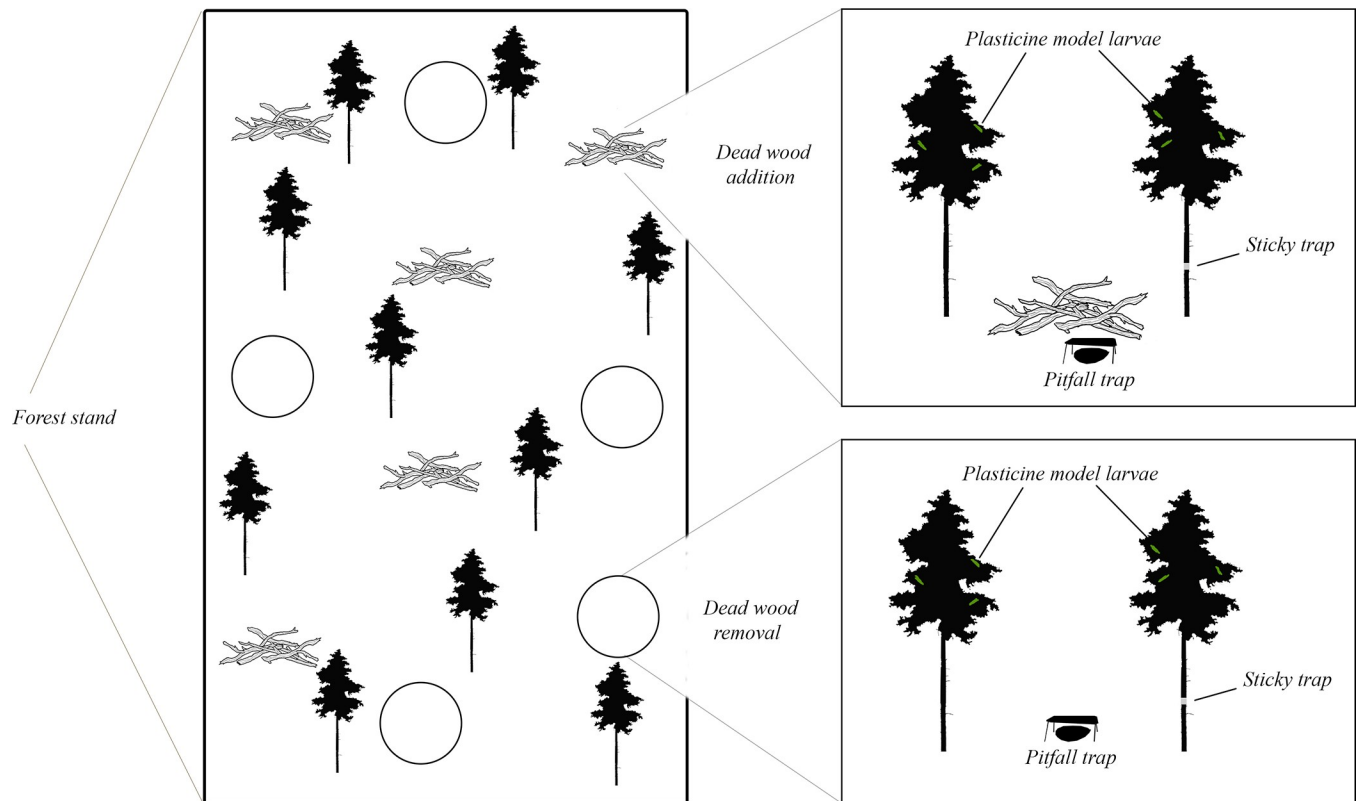 Forest stand
Dead wood
addition
Plasticine model larvae
Sticky trap
Pitfall trap
Dead wood
removal
Plasticine model larvae
Sticky trap
Pitfall trap